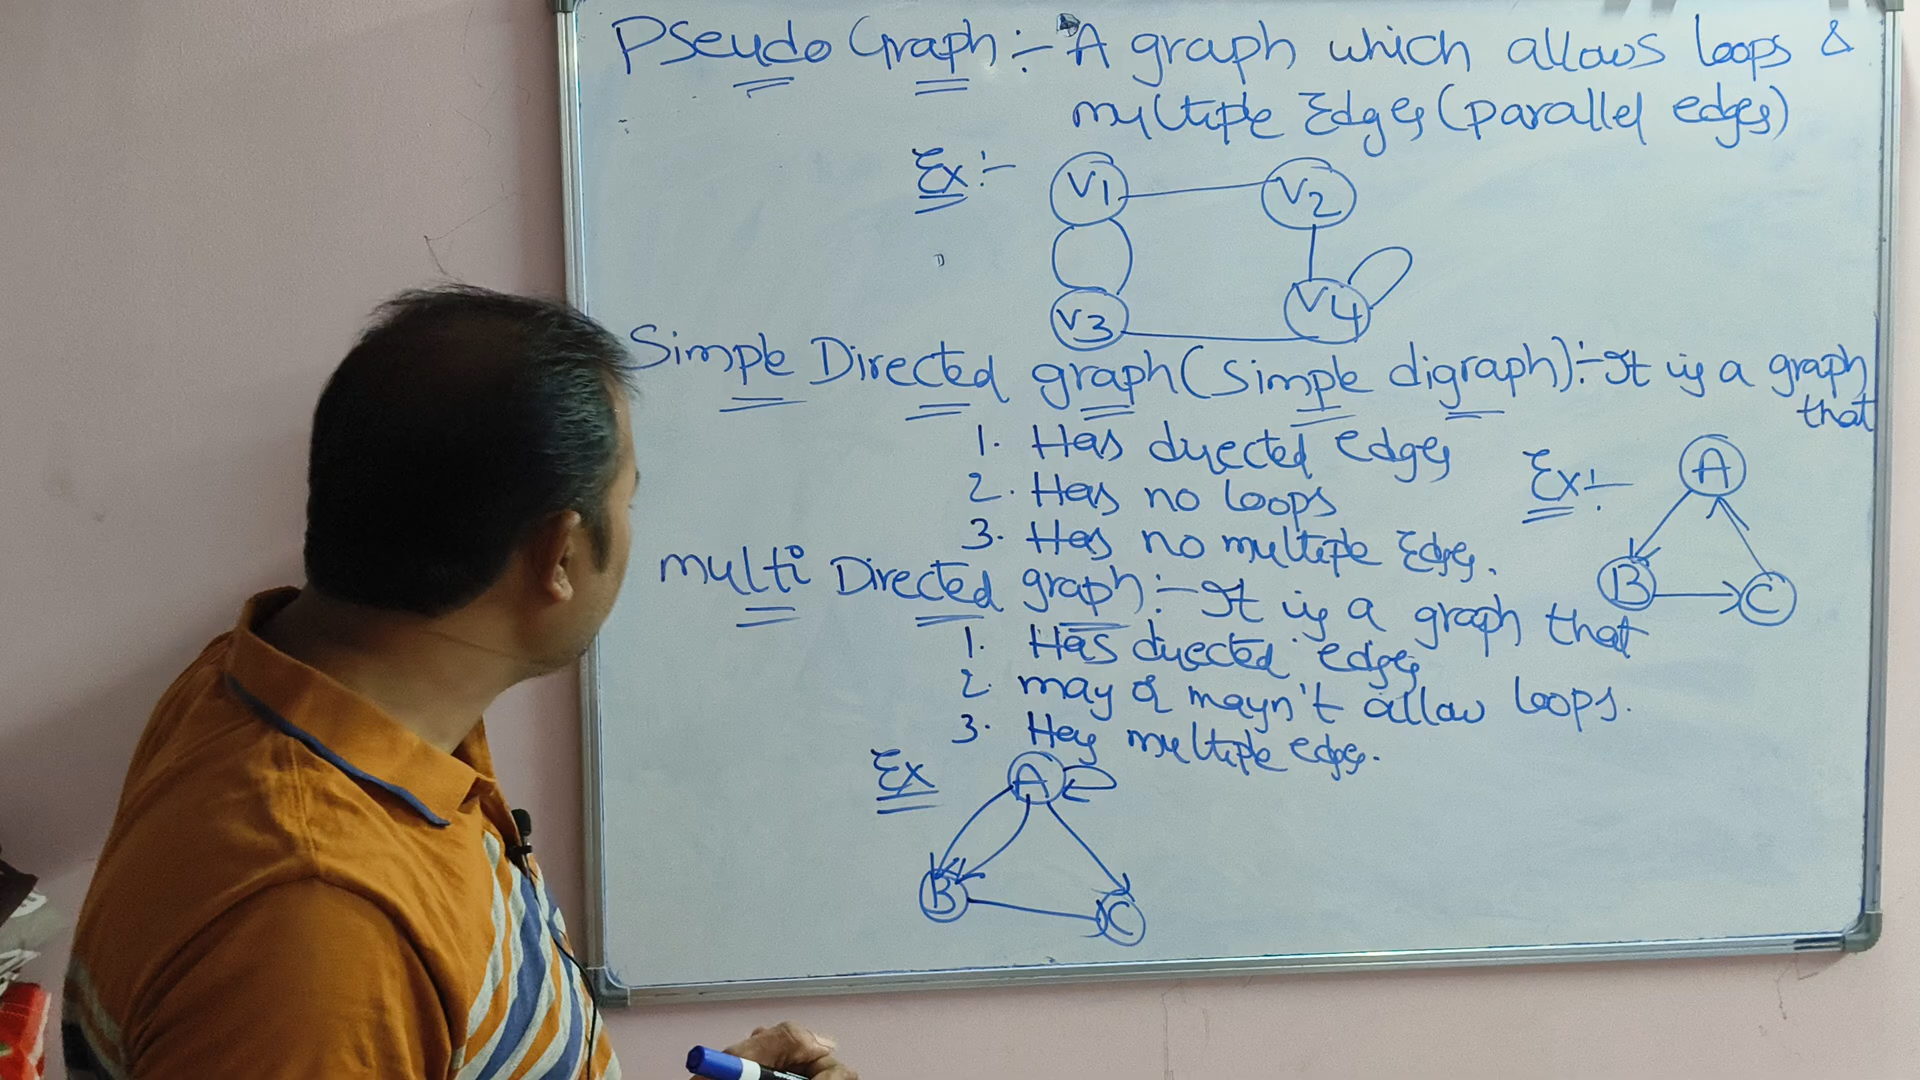 Pseudo Graph :- A graph which allows loops &
multiple Edges (parallel edges)
Ex :-
V1 V2
V3 V4
Simple Directed graph (simple digraph) :- It is a graph
that
1. Has directed edges
2. Has no loops
3. Has no multiple Edges.
Ex :-
A
B C
Multi Directed graph :- It is a graph that
1. Has directed edges
2. may or mayn't allow loops.
3. Has multiple edges.
Ex
A
B C